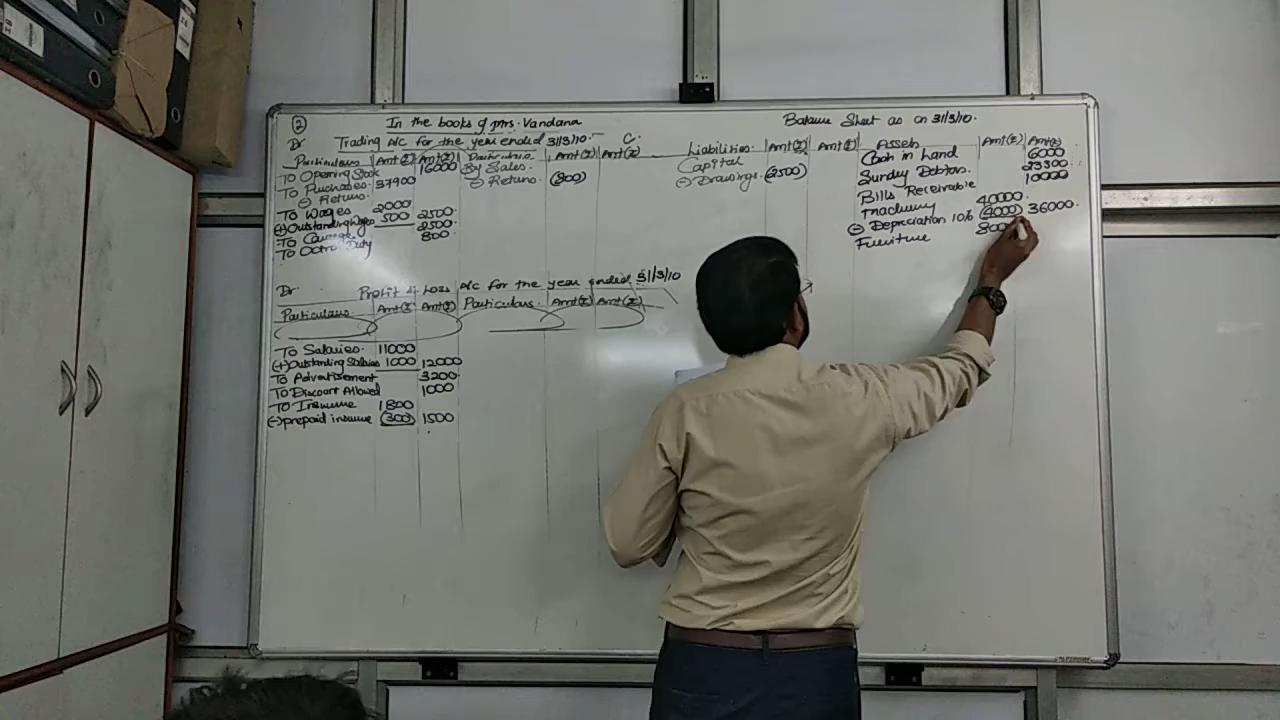 ②
In the books of Mrs. Vandana
Dr Trading A/c for the year ended 31/3/10. C.
Particulars Amt(₹) Amt(₹) Particulars Amt(₹) Amt(₹)
To Opening Stock 16000 By Sales.
To Purchases 37900 ⊖ Return. (200)
⊖ Return.
To Wages 2000
(+) Outstanding Wages 500 2500
To Carriage 2500
To Octroi Duty 800
Dr Profit & Loss A/c for the year ended 31/3/10
Particulars Amt(₹) Amt(₹) Particulars. Amt(₹) Amt(₹)
To Salaries. 11000
(+) Outstanding Salaries 1000 12000
To Advertisement 3200
To Discount Allowed 1000
To Insurance 1800
(-) prepaid insurance (300) 1500
Balance Sheet as on 31/3/10.
Liabilities. Amt(₹) Amt(₹) Assets Amt(₹) Amt(₹)
Capital Cash in hand 6000
⊖ Drawings. (2500) Sundry Debtors. 23300
Bills Receivable 10000
Machinery 40000
⊖ Depreciation 10% (4000) 36000.
Furniture